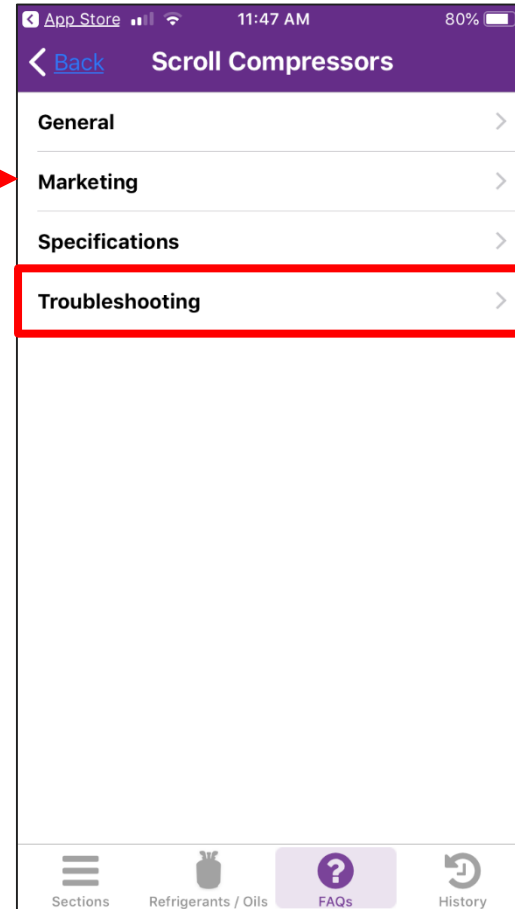 App Store 11:47 AM 80%
Back Scroll Compressors
General
Marketing
Specifications
Troubleshooting
Sections Refrigerants / Oils FAQs History